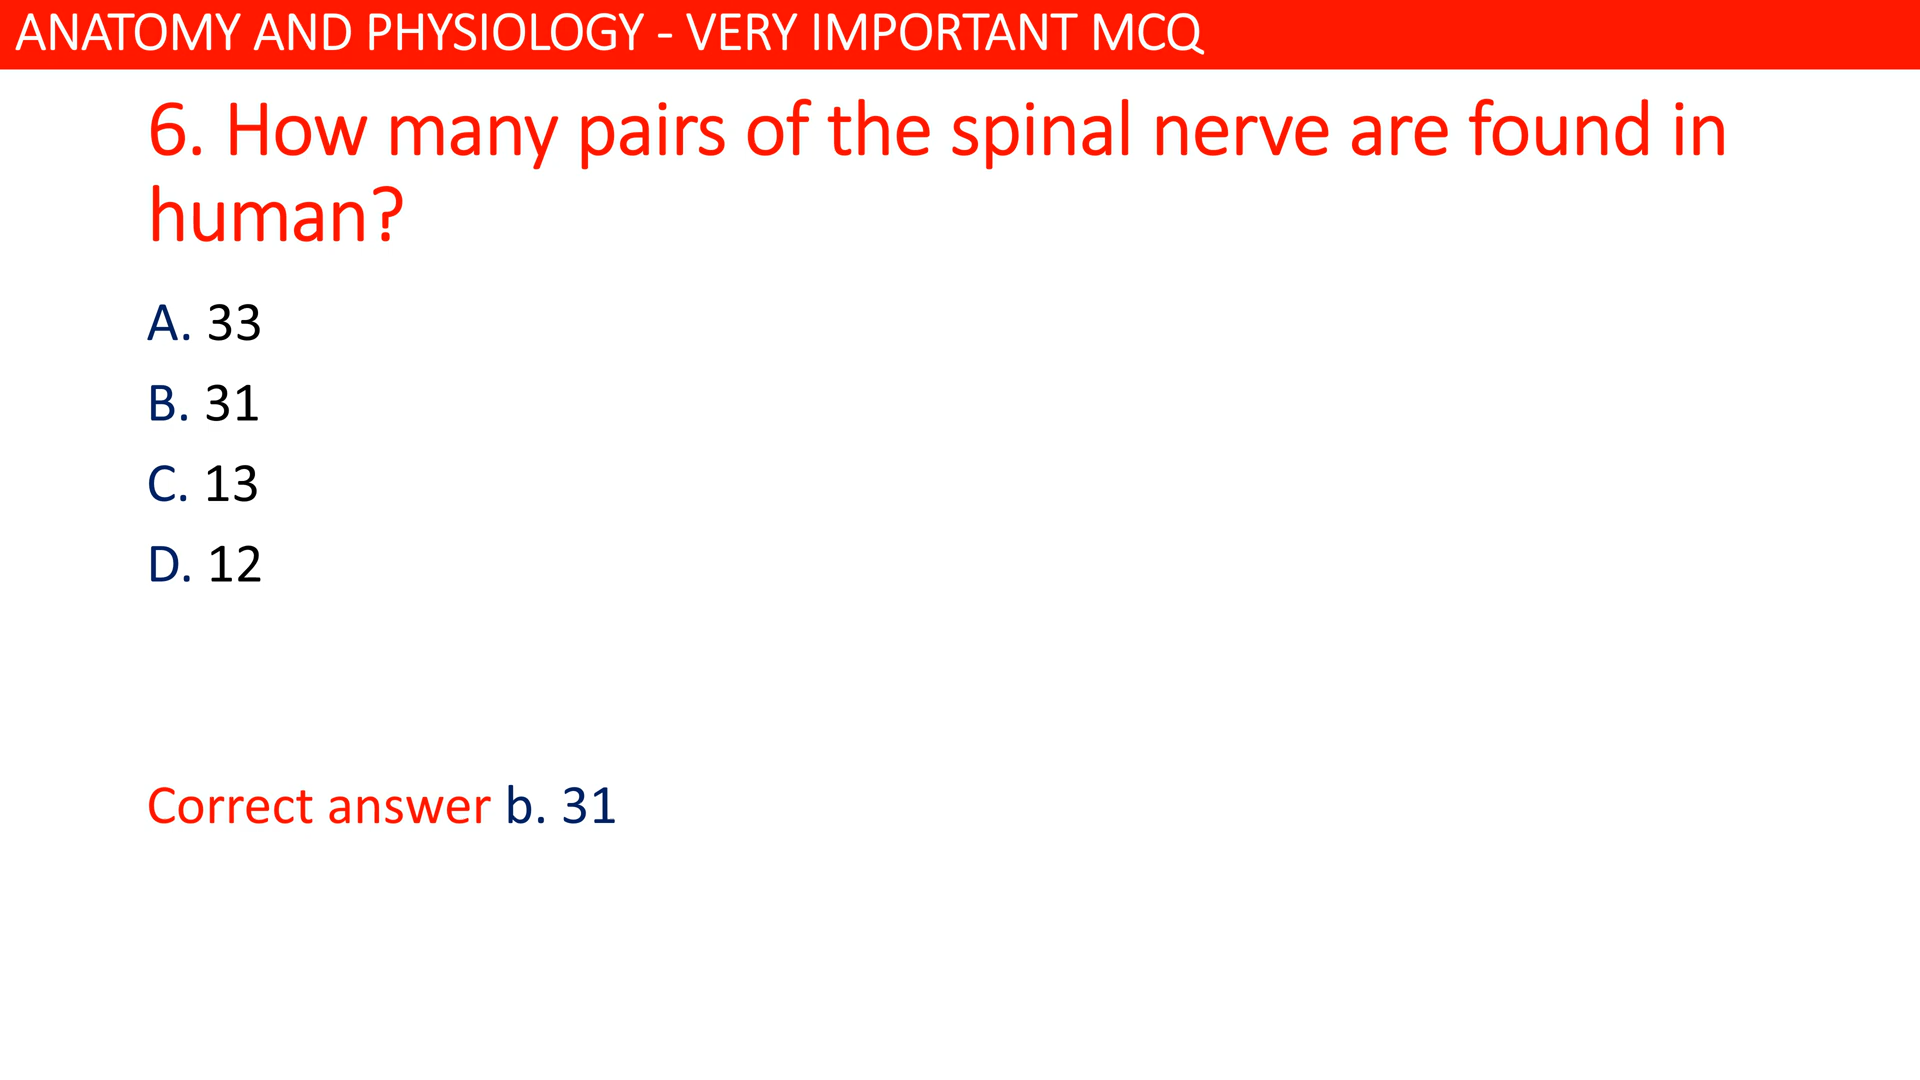 ANATOMY AND PHYSIOLOGY - VERY IMPORTANT MCQ
6. How many pairs of the spinal nerve are found in
human?
A. 33
B. 31
C. 13
D. 12
Correct answer b. 31